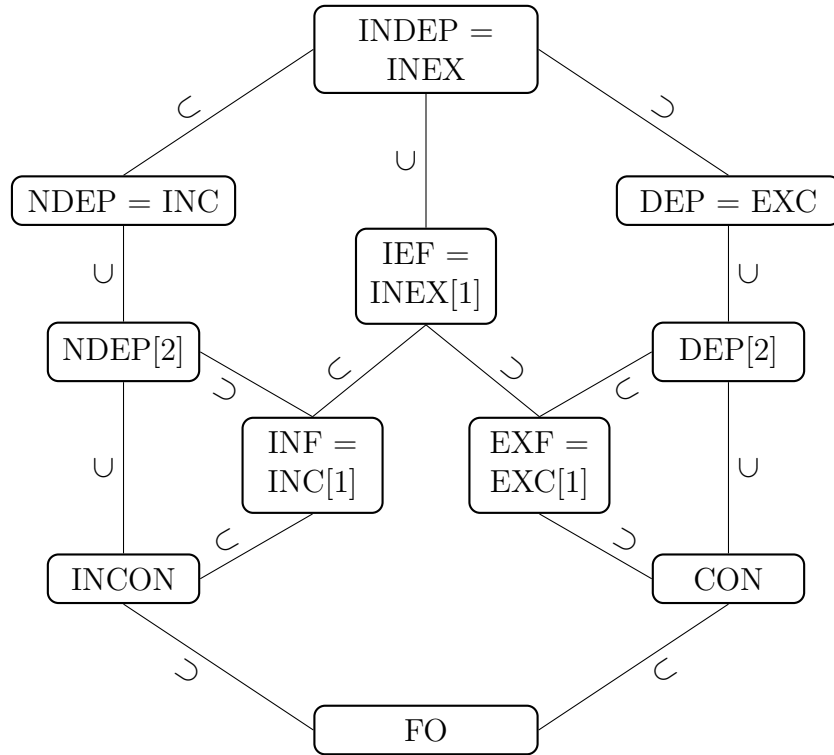 INDEP =
INEX
⊂
∪
⊃
NDEP = INC
DEP = EXC
IEF =
INEX[1]
∪
∪
NDEP[2]
DEP[2]
⊃
⊂
⊃
⊂
INF =
INC[1]
EXF =
EXC[1]
∪
∪
⊂
⊃
INCON
CON
⊃
⊂
FO